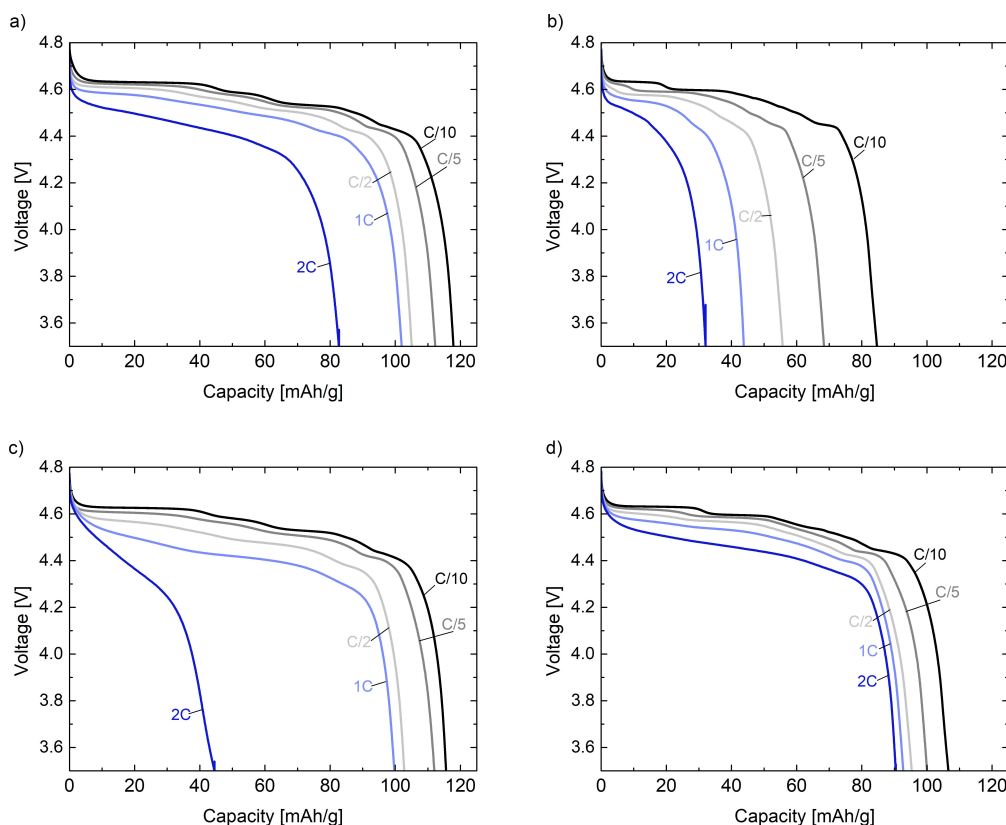 a)
4.8
4.6
4.4
4.2
4.0
3.8
3.6
Voltage [V]
C/10
C/5
C/2
1C
2C
0 20 40 60 80 100 120
Capacity [mAh/g]
b)
4.8
4.6
4.4
4.2
4.0
3.8
3.6
Voltage [V]
C/10
C/5
C/2
1C
2C
0 20 40 60 80 100 120
Capacity [mAh/g]
c)
4.8
4.6
4.4
4.2
4.0
3.8
3.6
Voltage [V]
C/10
C/5
C/2
1C
2C
0 20 40 60 80 100 120
Capacity [mAh/g]
d)
4.8
4.6
4.4
4.2
4.0
3.8
3.6
Voltage [V]
C/10
C/5
C/2
1C
2C
0 20 40 60 80 100 120
Capacity [mAh/g]